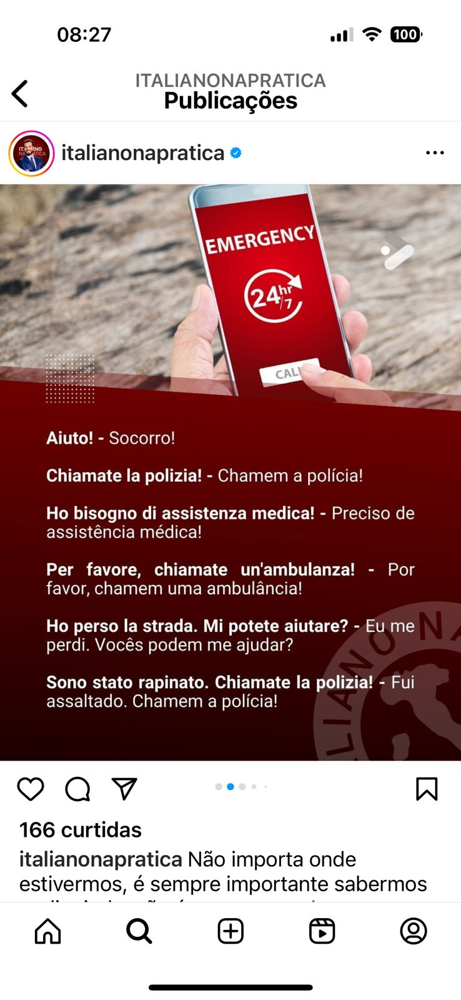 08:27
100
ITALIANONAPRATICA
Publicações
italianonapratica
EMERGENCY
24hr
/7
CALL
Aiuto! - Socorro!
Chiamate la polizia! - Chamem a polícia!
Ho bisogno di assistenza medica! - Preciso de
assistência médica!
Per favore, chiamate un'ambulanza! - Por
favor, chamem uma ambulância!
Ho perso la strada. Mi potete aiutare? - Eu me
perdi. Vocês podem me ajudar?
Sono stato rapinato. Chiamate la polizia! - Fui
assaltado. Chamem a polícia!
LIANO NA
166 curtidas
italianonapratica Não importa onde
estivermos, é sempre importante sabermos